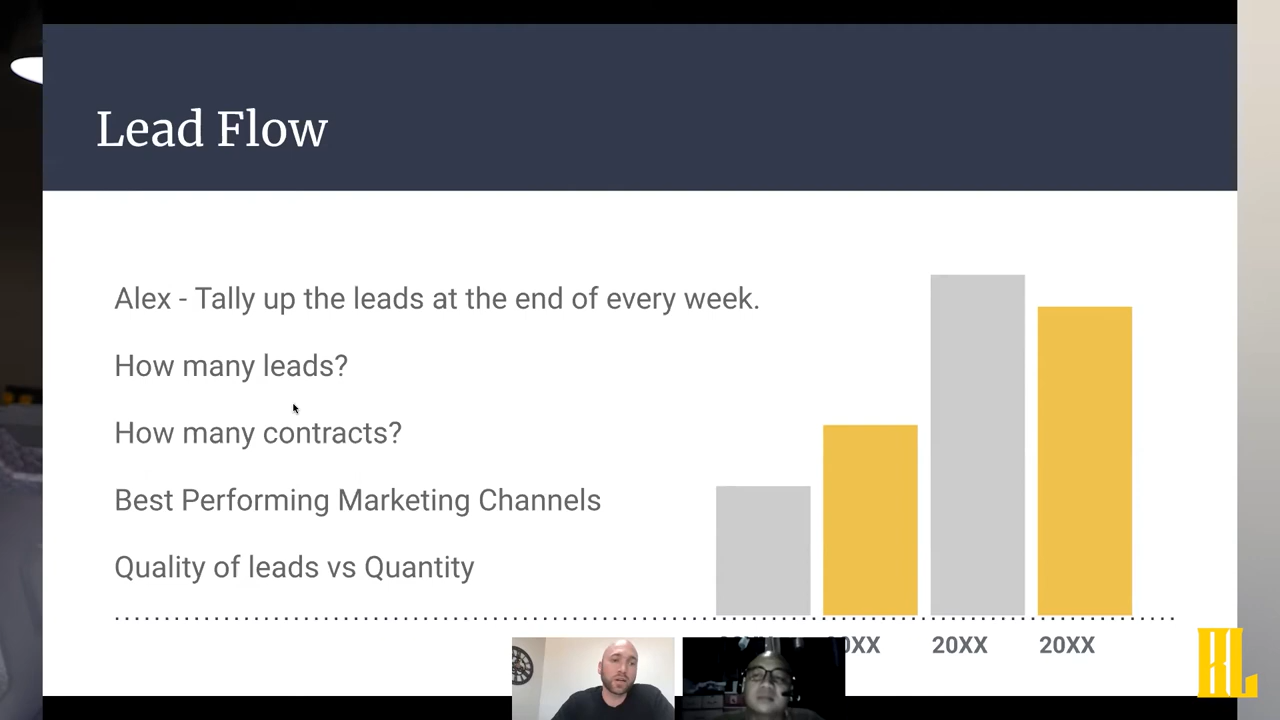 Lead Flow
Alex - Tally up the leads at the end of every week.
How many leads?
How many contracts?
Best Performing Marketing Channels
Quality of leads vs Quantity
20XX 20XX